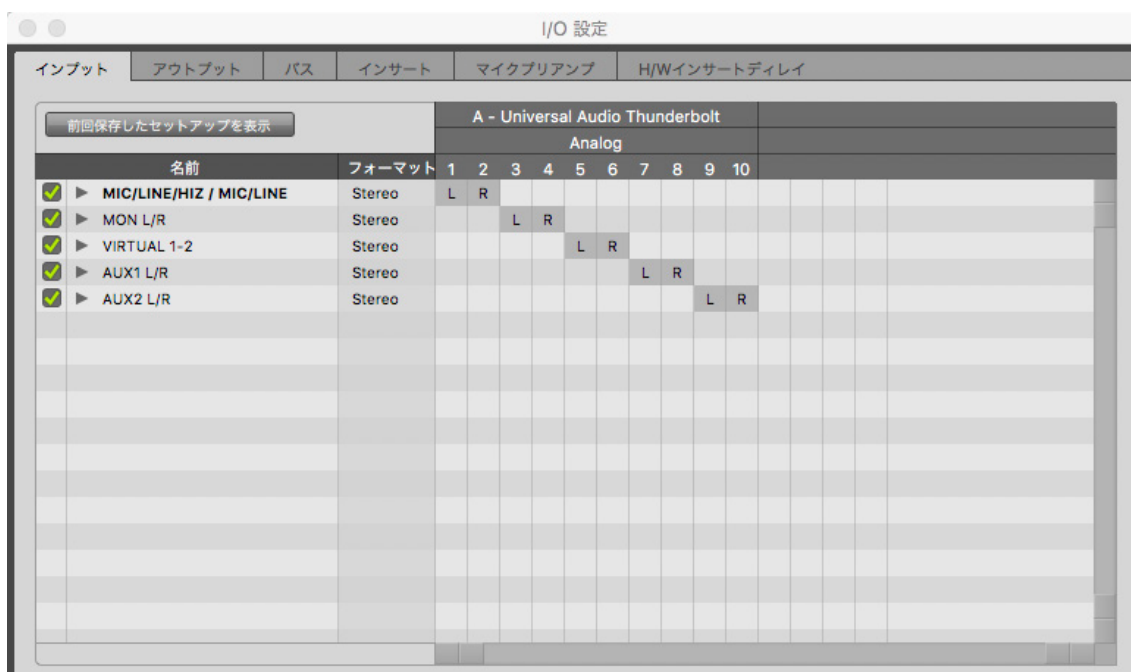 I/O 設定
インプット アウトプット バス インサート マイクプリアンプ H/Wインサートディレイ
前回保存したセットアップを表示 A - Universal Audio Thunderbolt
Analog
名前 フォーマット 1 2 3 4 5 6 7 8 9 10
MIC/LINE/HIZ / MIC/LINE Stereo L R
MON L/R Stereo L R
VIRTUAL 1-2 Stereo L R
AUX1 L/R Stereo L R
AUX2 L/R Stereo L R